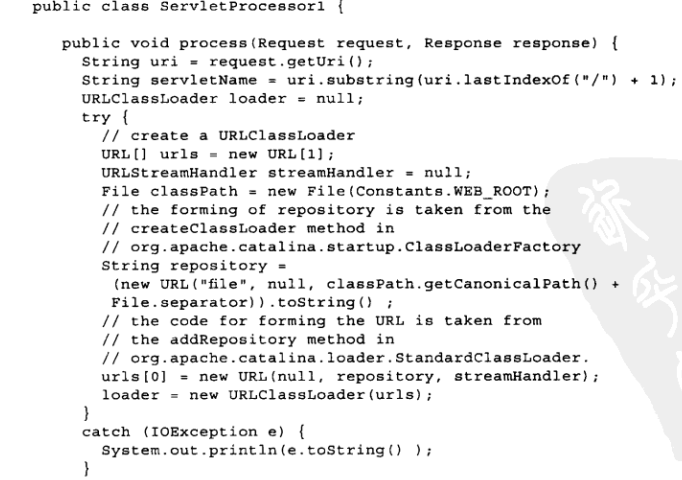 public class ServletProcessor1 {
public void process(Request request, Response response) {
String uri = request.getUri();
String servletName = uri.substring(uri.lastIndexOf("/") + 1);
URLClassLoader loader = null;
try {
// create a URLClassLoader
URL[] urls = new URL[1];
URLStreamHandler streamHandler = null;
File classPath = new File(Constants.WEB_ROOT);
// the forming of repository is taken from the
// createClassLoader method in
// org.apache.catalina.startup.ClassLoaderFactory
String repository =
(new URL("file", null, classPath.getCanonicalPath() +
File.separator)).toString() ;
// the code for forming the URL is taken from
// the addRepository method in
// org.apache.catalina.loader.StandardClassLoader.
urls[0] = new URL(null, repository, streamHandler);
loader = new URLClassLoader(urls);
}
catch (IOException e) {
System.out.println(e.toString() );
}